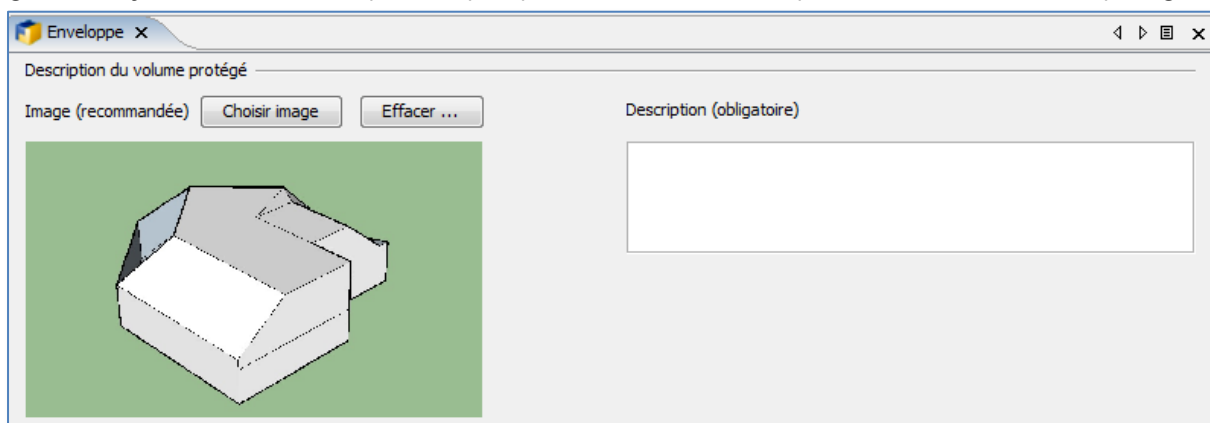 Enveloppe
Description du volume protégé
Image (recommandée) Choisir image Effacer ... Description (obligatoire)